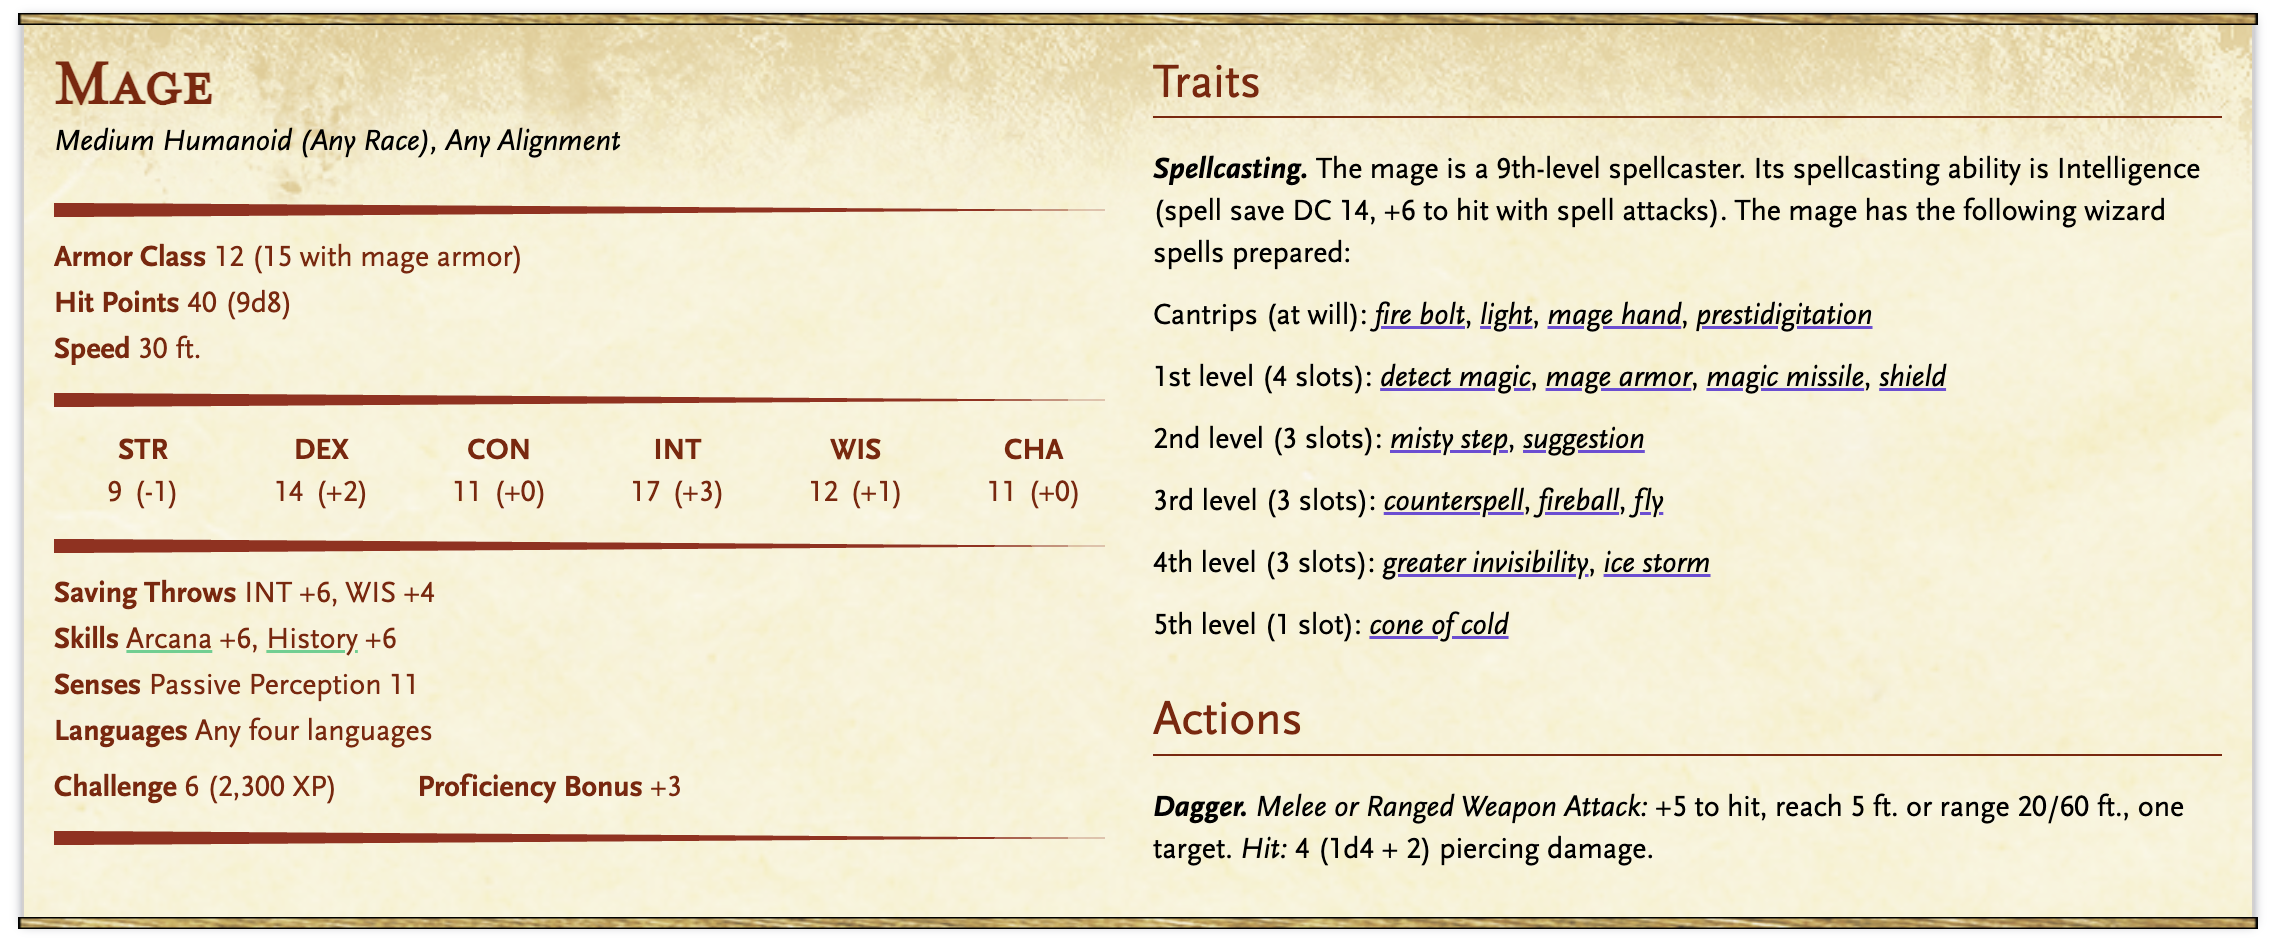 Mage
Medium Humanoid (Any Race), Any Alignment
Armor Class 12 (15 with mage armor)
Hit Points 40 (9d8)
Speed 30 ft.
STR DEX CON INT WIS CHA
9 (-1) 14 (+2) 11 (+0) 17 (+3) 12 (+1) 11 (+0)
Saving Throws INT +6, WIS +4
Skills Arcana +6, History +6
Senses Passive Perception 11
Languages Any four languages
Challenge 6 (2,300 XP) Proficiency Bonus +3
Traits
Spellcasting. The mage is a 9th-level spellcaster. Its spellcasting ability is Intelligence
(spell save DC 14, +6 to hit with spell attacks). The mage has the following wizard
spells prepared:
Cantrips (at will): fire bolt, light, mage hand, prestidigitation
1st level (4 slots): detect magic, mage armor, magic missile, shield
2nd level (3 slots): misty step, suggestion
3rd level (3 slots): counterspell, fireball, fly
4th level (3 slots): greater invisibility, ice storm
5th level (1 slot): cone of cold
Actions
Dagger. Melee or Ranged Weapon Attack: +5 to hit, reach 5 ft. or range 20/60 ft., one
target. Hit: 4 (1d4 + 2) piercing damage.